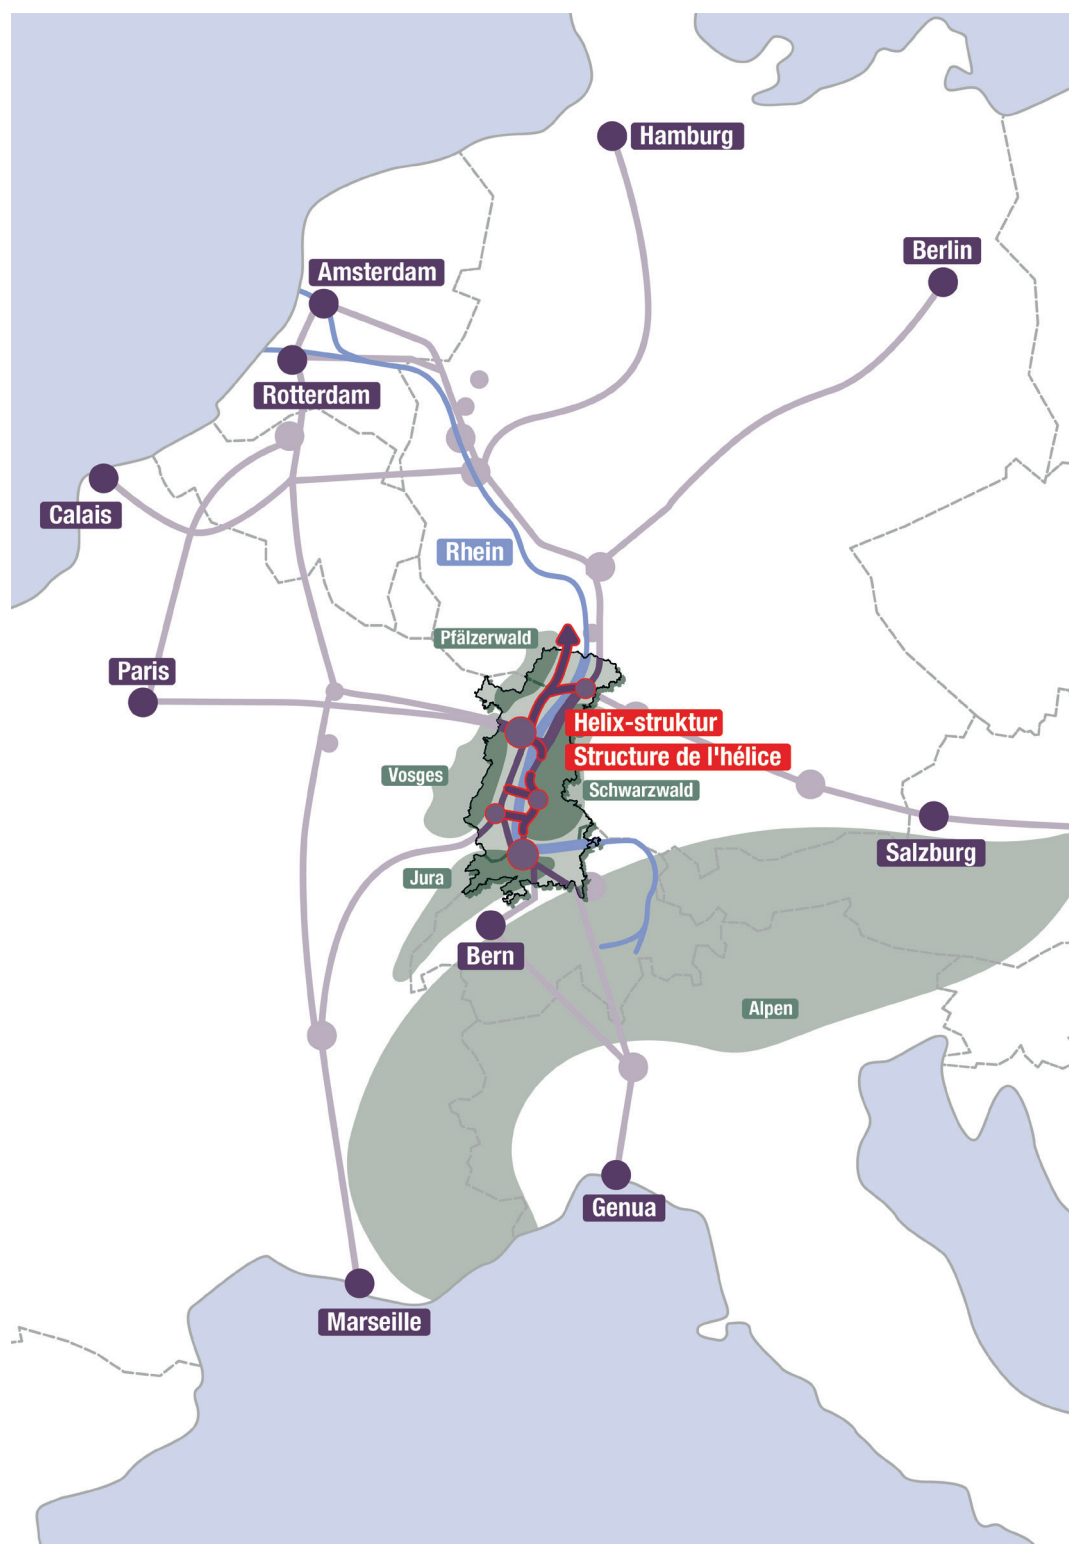 Hamburg
Berlin
Amsterdam
Rotterdam
Calais
Rhein
Pfälzerwald
Paris
Helix-struktur
Structure de l'hélice
Vosges
Schwarzwald
Salzburg
Jura
Bern
Alpen
Genua
Marseille